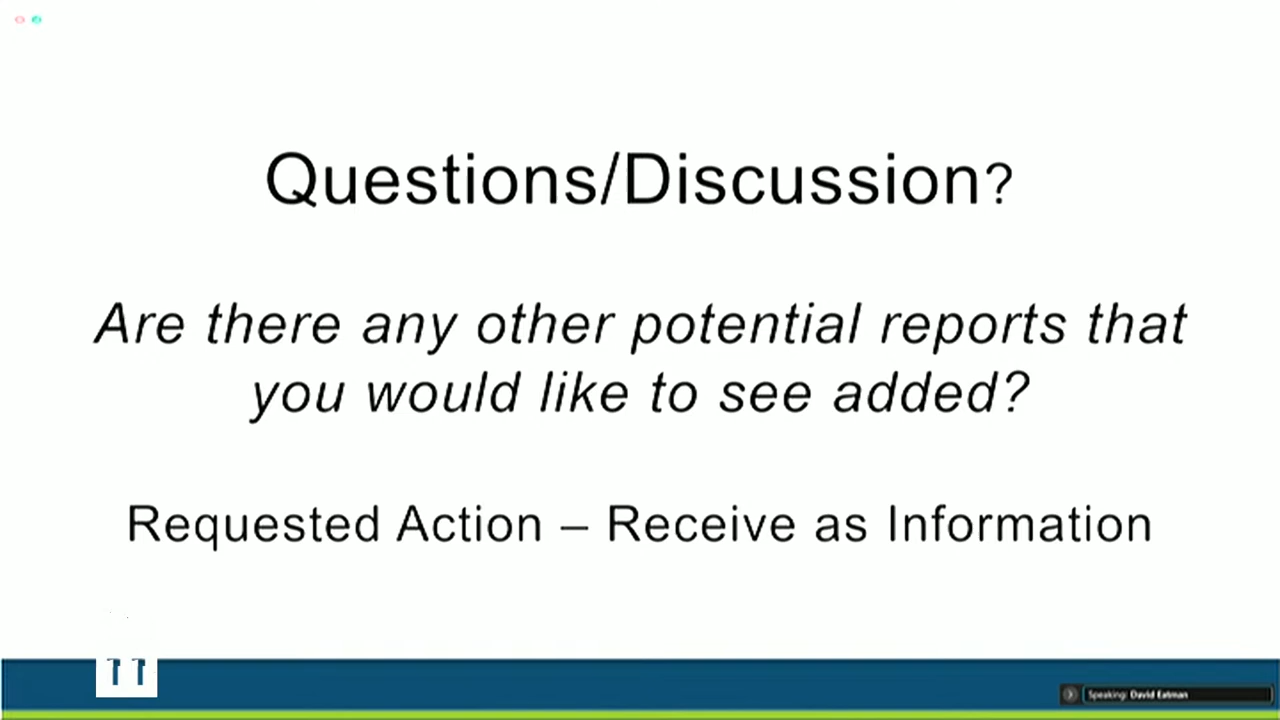 Questions/Discussion?
Are there any other potential reports that
you would like to see added?
Requested Action – Receive as Information
11
Speaking: David Eatman